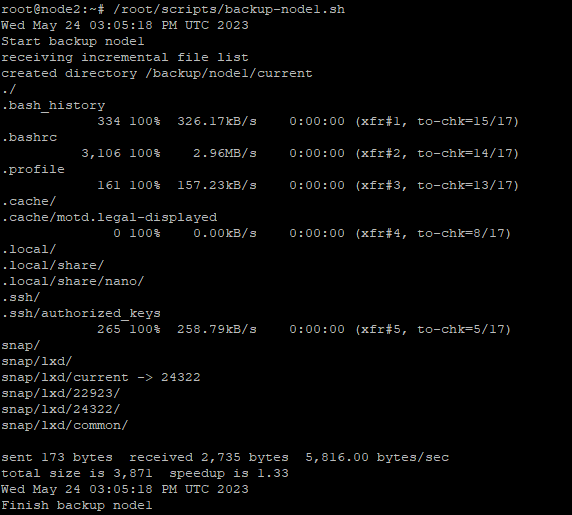 root@node2:~# /root/scripts/backup-node1.sh
Wed May 24 03:05:18 PM UTC 2023
Start backup node1
receiving incremental file list
created directory /backup/node1/current
./
.bash_history
            334 100%  326.17kB/s    0:00:00 (xfr#1, to-chk=15/17)
.bashrc
          3,106 100%    2.96MB/s    0:00:00 (xfr#2, to-chk=14/17)
.profile
            161 100%  157.23kB/s    0:00:00 (xfr#3, to-chk=13/17)
.cache/
.cache/motd.legal-displayed
              0 100%    0.00kB/s    0:00:00 (xfr#4, to-chk=8/17)
.local/
.local/share/
.local/share/nano/
.ssh/
.ssh/authorized_keys
            265 100%  258.79kB/s    0:00:00 (xfr#5, to-chk=5/17)
snap/
snap/lxd/
snap/lxd/current -> 24322
snap/lxd/22923/
snap/lxd/24322/
snap/lxd/common/

sent 173 bytes  received 2,735 bytes  5,816.00 bytes/sec
total size is 3,871  speedup is 1.33
Wed May 24 03:05:18 PM UTC 2023
Finish backup node1